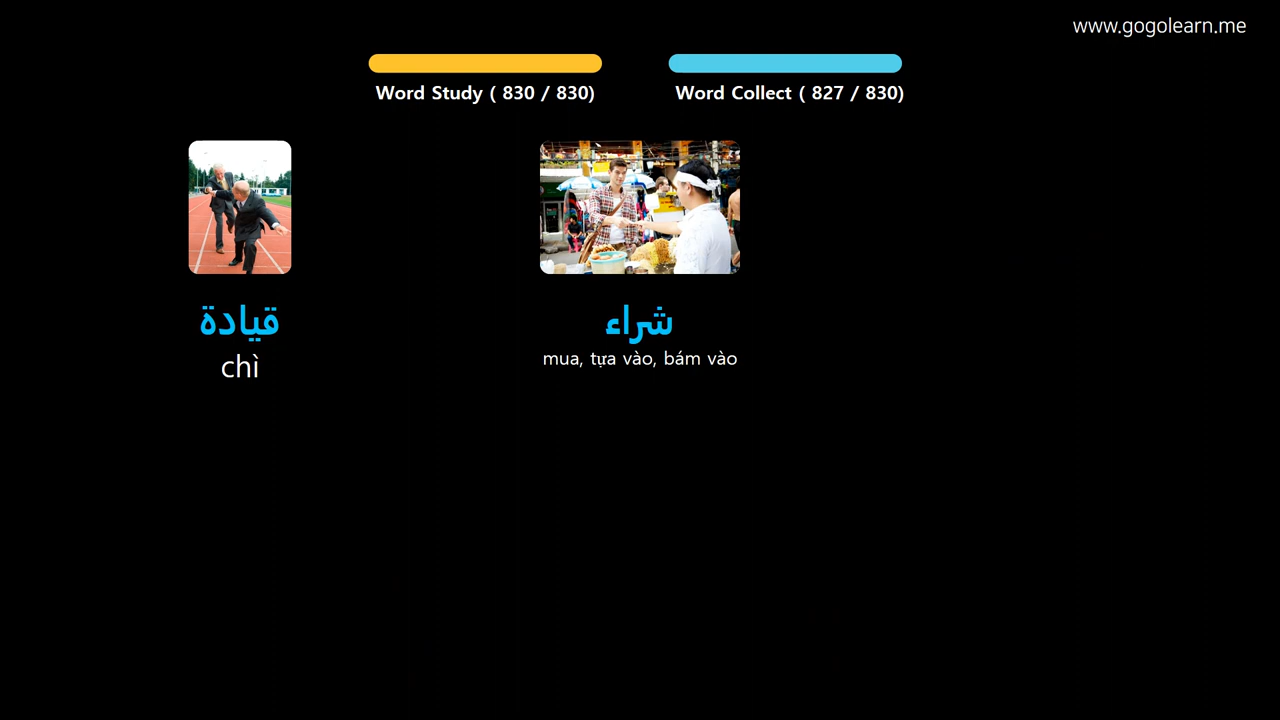 www.gogolearn.me
Word Study ( 830 / 830)
Word Collect ( 827 / 830)
قيادة
chì
شراء
mua, tựa vào, bám vào